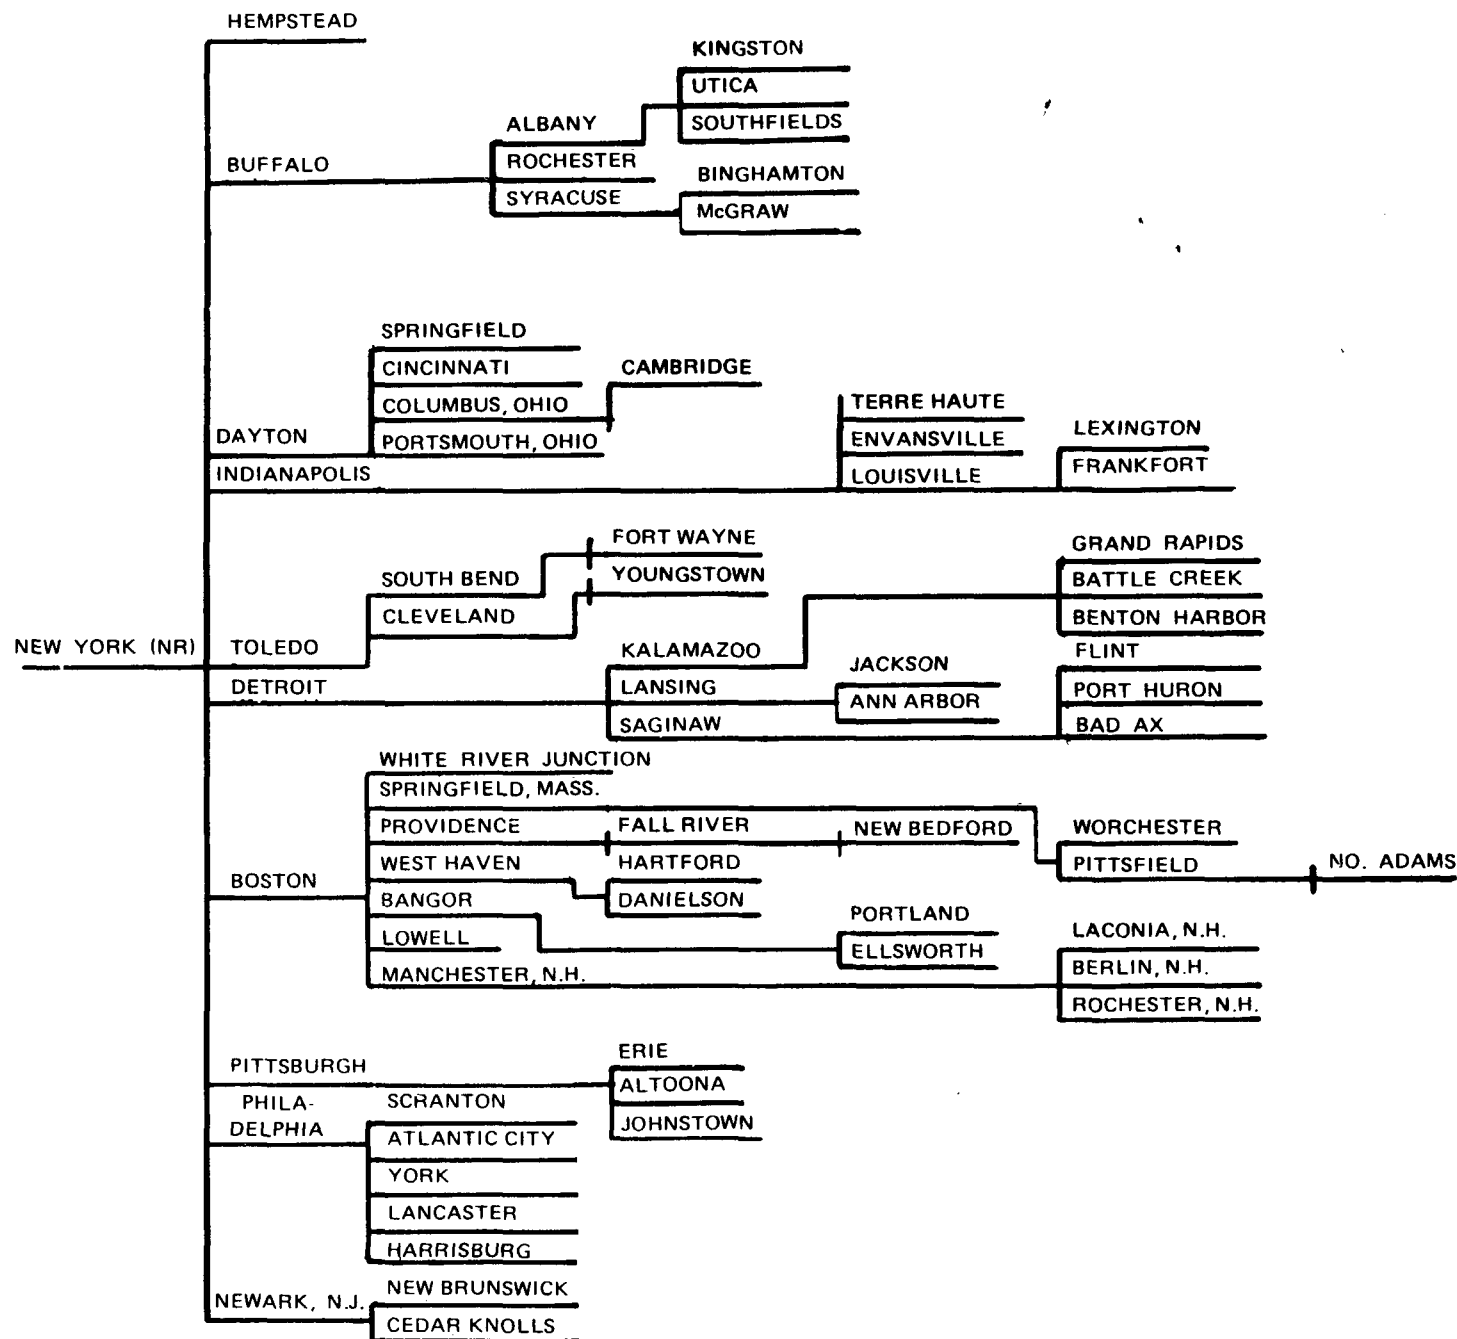 HEMPSTEAD
KINGSTON
UTICA
SOUTHFIELDS
ALBANY
ROCHESTER
SYRACUSE
BUFFALO
BINGHAMTON
McGRAW
SPRINGFIELD
CINCINNATI
COLUMBUS, OHIO
PORTSMOUTH, OHIO
CAMBRIDGE
DAYTON
INDIANAPOLIS
TERRE HAUTE
ENVANSVILLE
LOUISVILLE
LEXINGTON
FRANKFORT
FORT WAYNE
YOUNGSTOWN
SOUTH BEND
CLEVELAND
GRAND RAPIDS
BATTLE CREEK
BENTON HARBOR
NEW YORK (NR)
TOLEDO
DETROIT
KALAMAZOO
LANSING
SAGINAW
JACKSON
ANN ARBOR
FLINT
PORT HURON
BAD AX
WHITE RIVER JUNCTION
SPRINGFIELD, MASS.
PROVIDENCE
FALL RIVER
NEW BEDFORD
WORCHESTER
PITTSFIELD
NO. ADAMS
WEST HAVEN
HARTFORD
DANIELSON
BOSTON
BANGOR
LOWELL
MANCHESTER, N.H.
PORTLAND
ELLSWORTH
LACONIA, N.H.
BERLIN, N.H.
ROCHESTER, N.H.
PITTSBURGH
ERIE
ALTOONA
JOHNSTOWN
PHILA-
DELPHIA
SCRANTON
ATLANTIC CITY
YORK
LANCASTER
HARRISBURG
NEWARK, N.J.
NEW BRUNSWICK
CEDAR KNOLLS